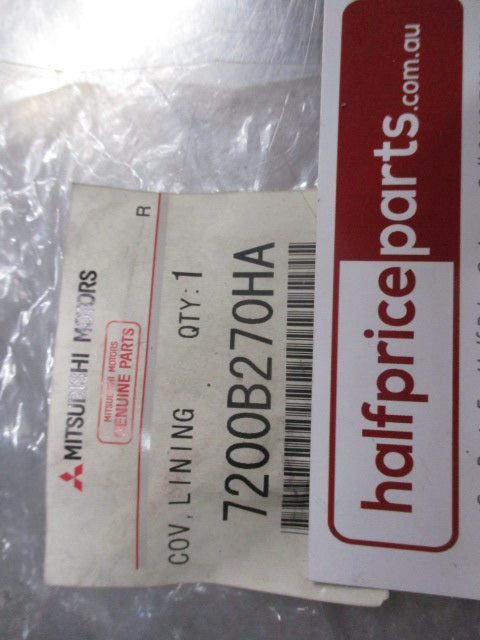 R
MITSUBISHI MOTORS
MITSUBISHI MOTORS
GENUINE PARTS
COV,LINING QTY:1
7200B270HA
halfpriceparts.com.au